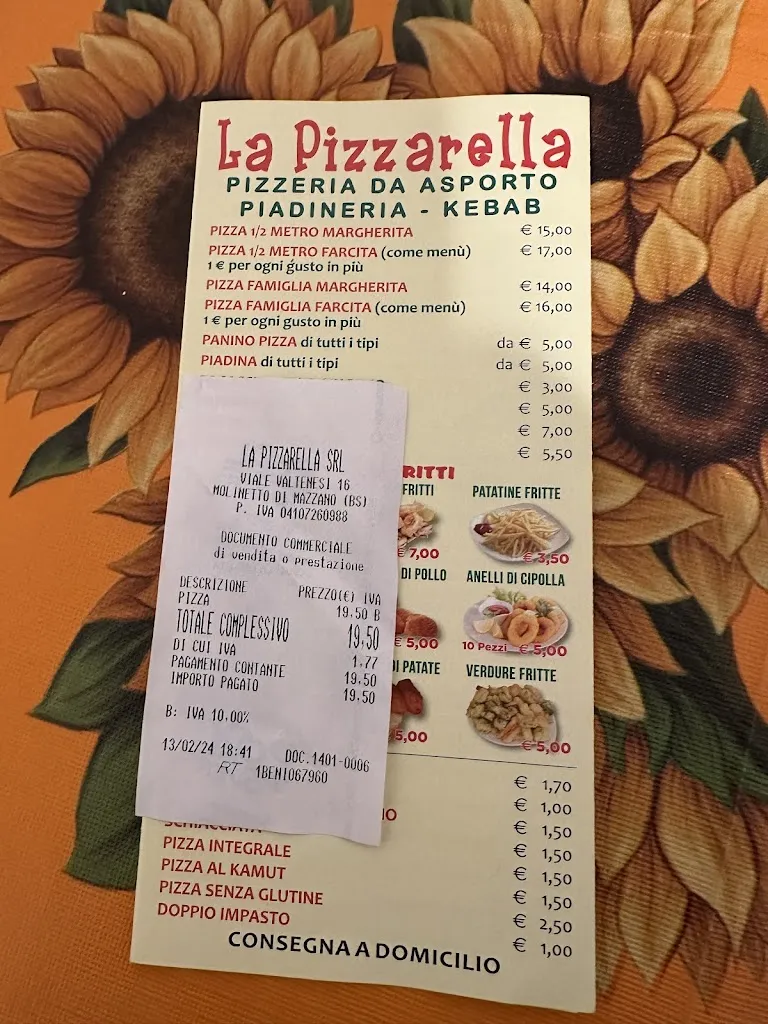 La Pizzarella
PIZZERIA DA ASPORTO
PIADINERIA - KEBAB
PIZZA 1/2 METRO MARGHERITA € 15,00
PIZZA 1/2 METRO FARCITA (come menù) € 17,00
1 € per ogni gusto in più
PIZZA FAMIGLIA MARGHERITA € 14,00
PIZZA FAMIGLIA FARCITA (come menù) € 16,00
1 € per ogni gusto in più
PANINO PIZZA di tutti i tipi da € 5,00
PIADINA di tutti i tipi da € 5,00
€ 3,00
€ 5,00
€ 7,00
€ 5,50
RITTI
FRITTI PATATINE FRITTE
€ 7,00 € 3,50
DI POLLO ANELLI DI CIPOLLA
€ 5,00 10 Pezzi € 5,00
DI PATATE VERDURE FRITTE
5,00 € 5,00
€ 1,70
€ 1,00
IO € 1,50
SCHIACCIATA € 1,50
PIZZA INTEGRALE € 1,50
PIZZA AL KAMUT € 1,50
PIZZA SENZA GLUTINE € 2,50
DOPPIO IMPASTO € 1,00
CONSEGNA A DOMICILIO
LA PIZZARELLA SRL
VIALE VALTENESI 16
MOLINETTO DI MAZZANO (BS)
P. IVA 04107260988
DOCUMENTO COMMERCIALE
di vendita o prestazione
DESCRIZIONE PREZZO(€) IVA
PIZZA 19,50 B
TOTALE COMPLESSIVO 19,50
DI CUI IVA 1,77
PAGAMENTO CONTANTE 19,50
IMPORTO PAGATO 19,50
B: IVA 10,00%
13/02/24 18:41 DOC.1401-0006
RT 1BENI067960